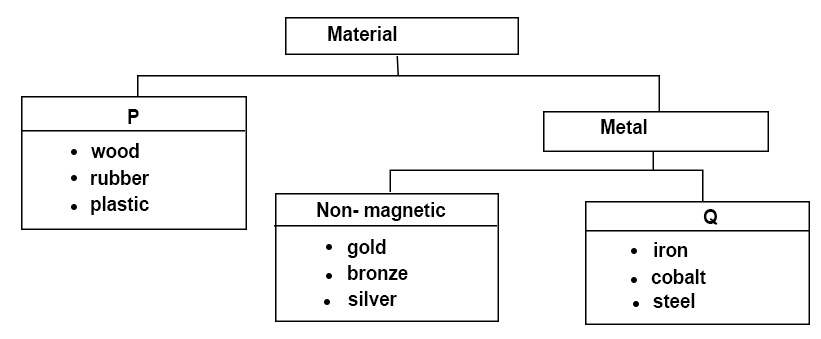 Material
P
• wood
• rubber
• plastic
Metal
Non- magnetic
• gold
• bronze
• silver
Q
• iron
• cobalt
• steel